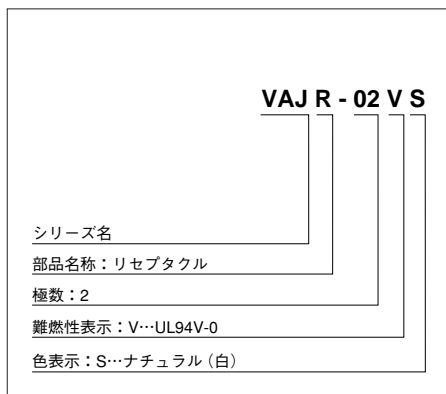 VAJ R - 02 V S
シリーズ名
部品名称：リセプタクル
極数：2
難燃性表示：V…UL94V-0
色表示：S…ナチュラル（白）